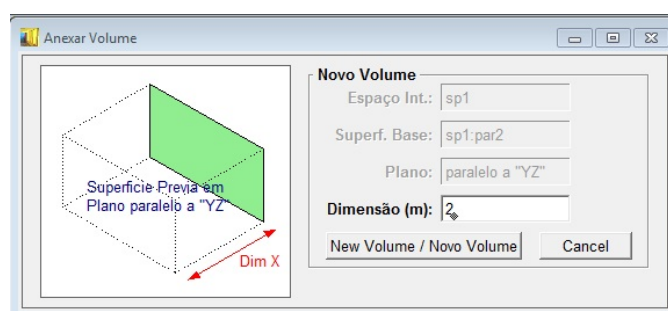 Anexar Volume
Superficie Previa em
Plano paralelo a "YZ"
Dim X
Novo Volume
Espaço Int.: sp1
Superf. Base: sp1:par2
Plano: paralelo a "YZ"
Dimensão (m): 2
New Volume / Novo Volume Cancel